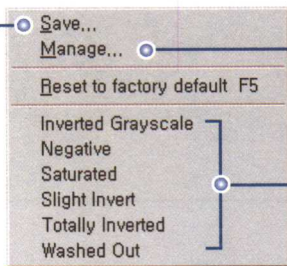 Save...
Manage...
Reset to factory default F5
Inverted Grayscale
Negative
Saturated
Slight Invert
Totally Inverted
Washed Out